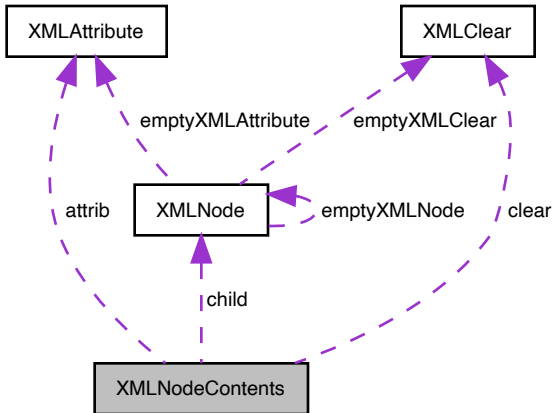 XMLAttribute
XMLClear
emptyXMLAttribute
emptyXMLClear
attrib
XMLNode
emptyXMLNode
clear
child
XMLNodeContents